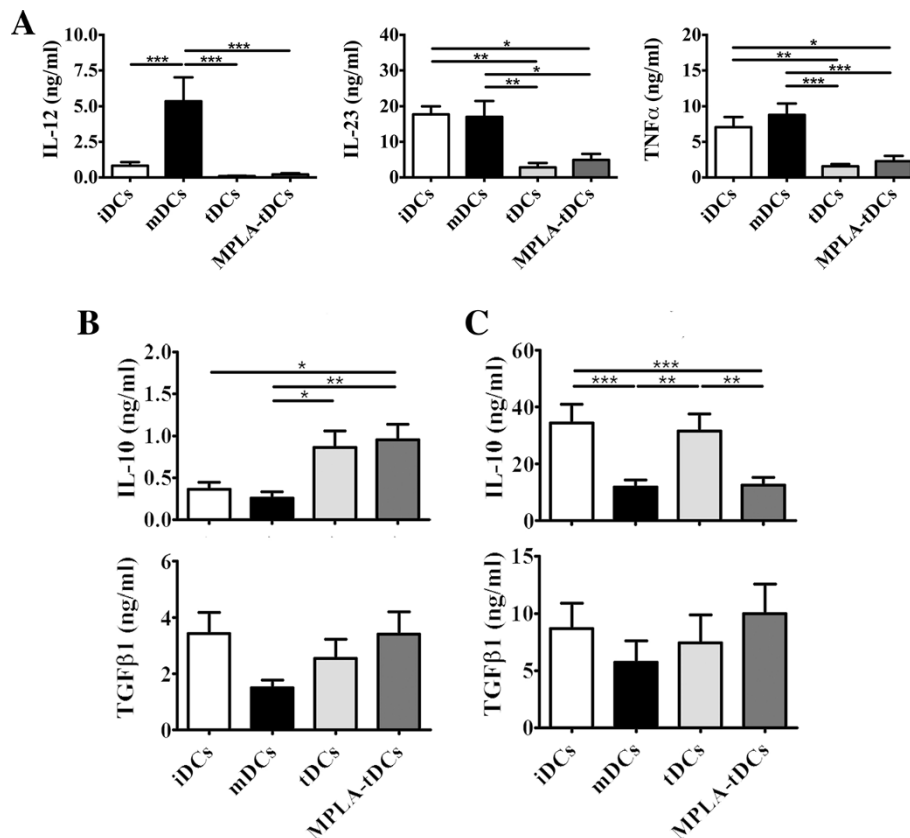 A
IL-12 (ng/ml)
10.0
7.5
5.0
2.5
0.0
***
***
***
iDCs
mDCs
tDCs
MPLA-tDCs
IL-23 (ng/ml)
40
30
20
10
0
*
**
*
**
iDCs
mDCs
tDCs
MPLA-tDCs
TNFα (ng/ml)
20
15
10
5
0
*
**
***
***
iDCs
mDCs
tDCs
MPLA-tDCs
B
IL-10 (ng/ml)
2.0
1.5
1.0
0.5
0.0
*
**
*
TGFβ1 (ng/ml)
6
4
2
0
iDCs
mDCs
tDCs
MPLA-tDCs
C
IL-10 (ng/ml)
60
40
20
0
***
***
**
**
TGFβ1 (ng/ml)
15
10
5
0
iDCs
mDCs
tDCs
MPLA-tDCs